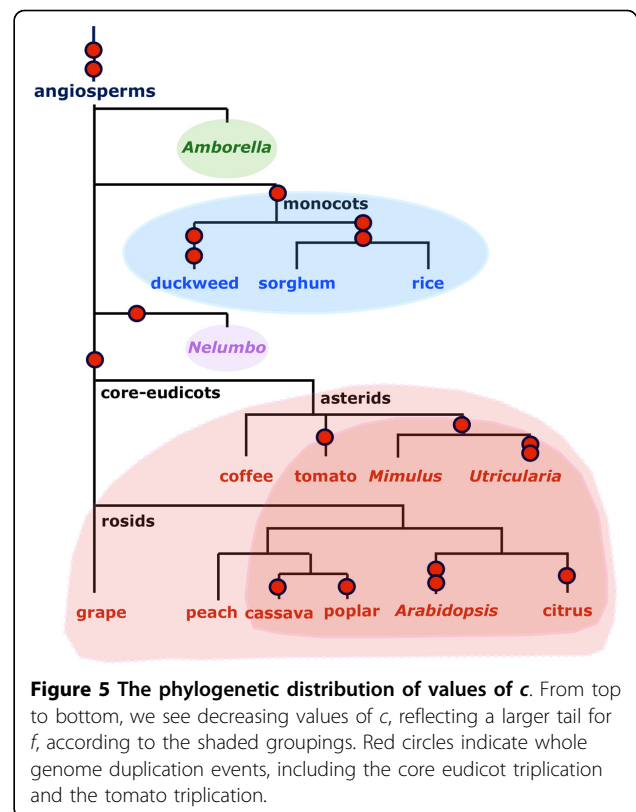 angiosperms
Amborella
monocots
duckweed sorghum rice
Nelumbo
core-eudicots
asterids
coffee tomato Mimulus Utricularia
rosids
grape peach cassava poplar Arabidopsis citrus
Figure 5 The phylogenetic distribution of values of c. From top
to bottom, we see decreasing values of c, reflecting a larger tail for
f, according to the shaded groupings. Red circles indicate whole
genome duplication events, including the core eudicot triplication
and the tomato triplication.